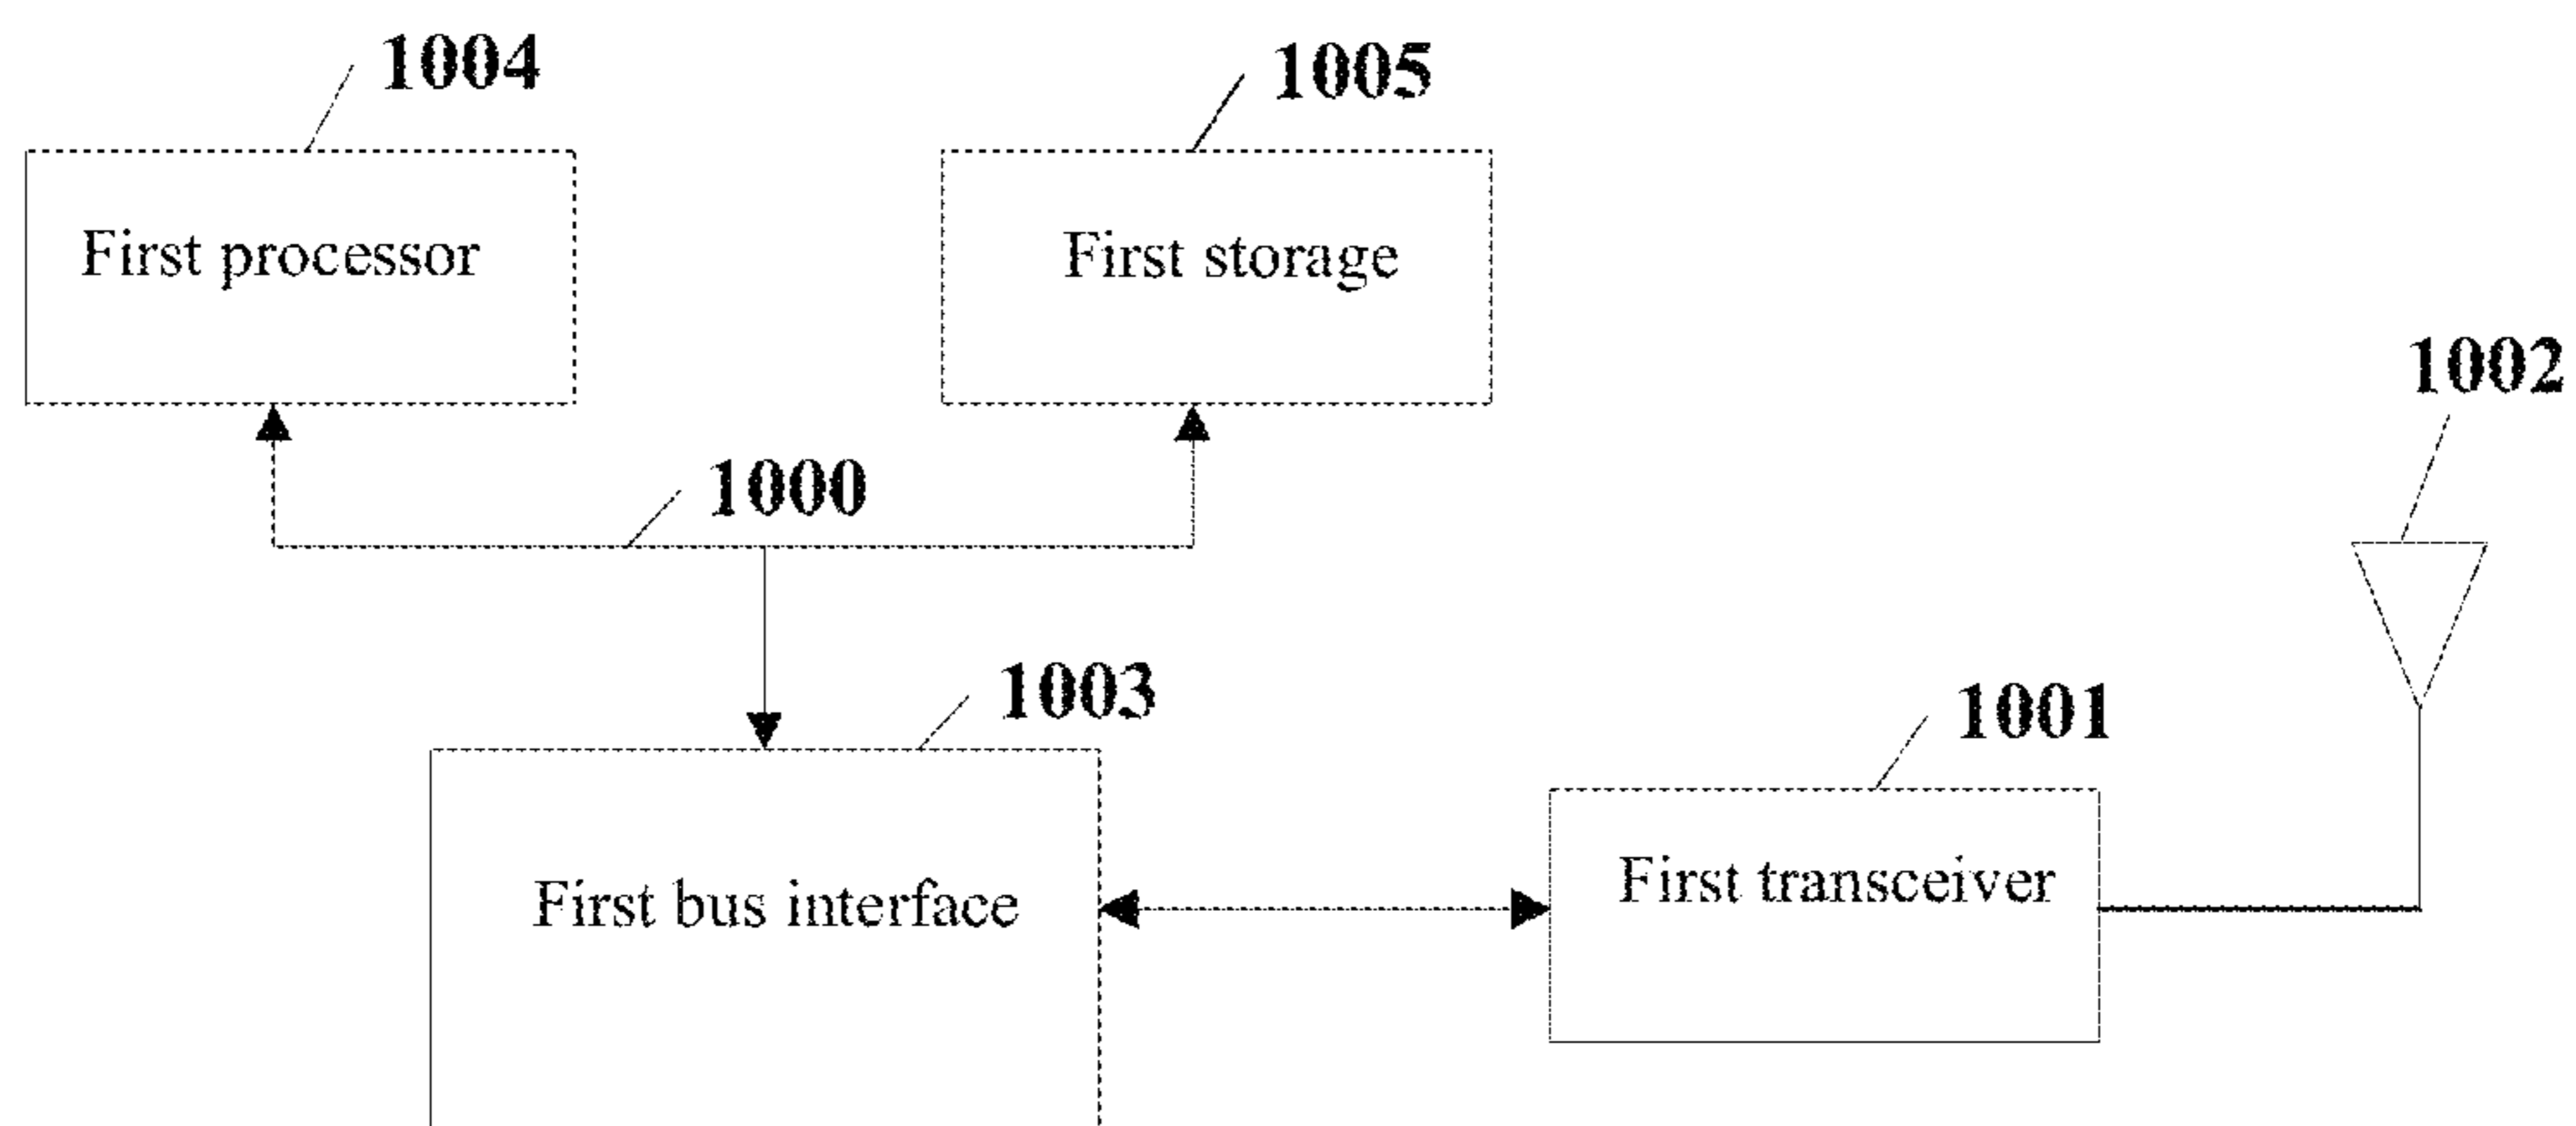 1004
1005
First processor
First storage
1002
1000
1003
1001
First transceiver
First bus interface